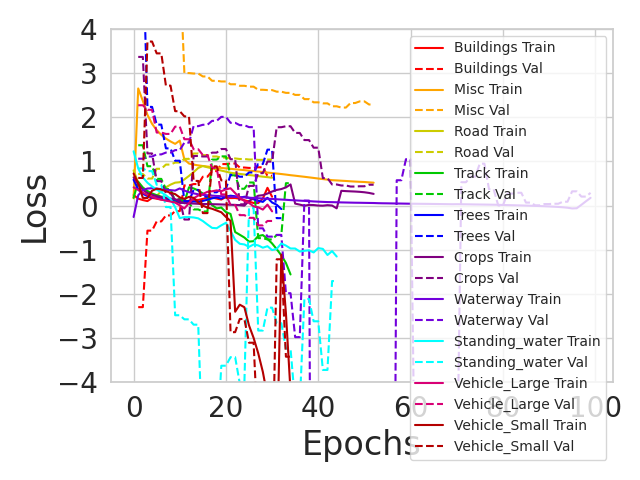 4
3
2
1
0
−1
−2
−3
−4
Loss
0
20
40
60
80
100
Epochs
Buildings Train
Buildings Val
Misc Train
Misc Val
Road Train
Road Val
Track Train
Track Val
Trees Train
Trees Val
Crops Train
Crops Val
Waterway Train
Waterway Val
Standing_water Train
Standing_water Val
Vehicle_Large Train
Vehicle_Large Val
Vehicle_Small Train
Vehicle_Small Val